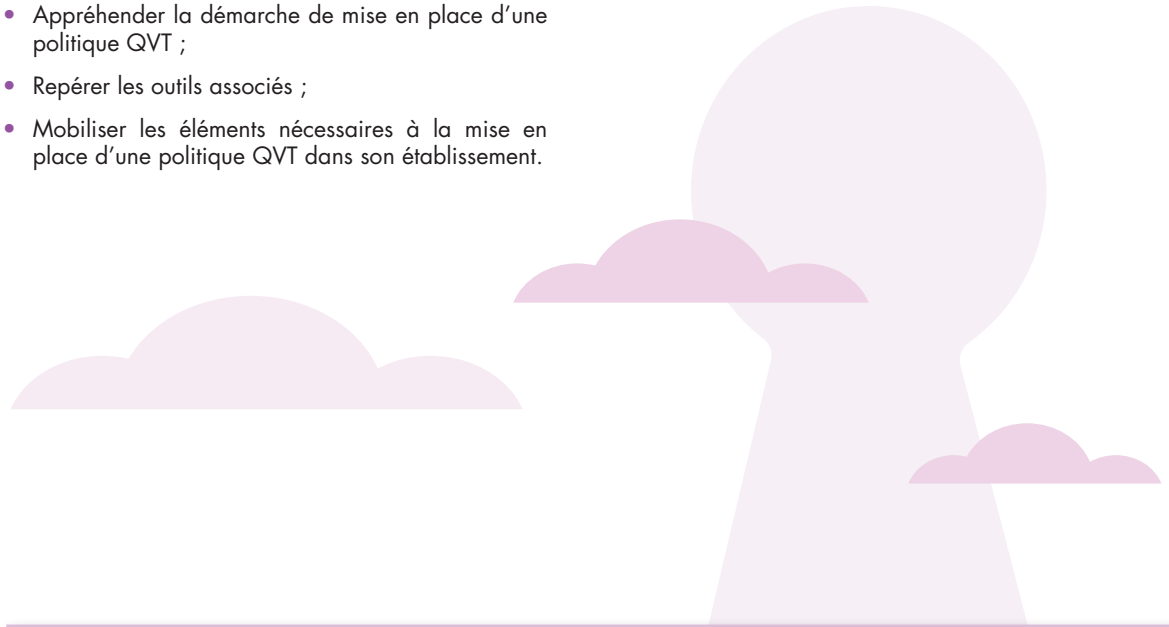 • Appréhender la démarche de mise en place d’une
politique QVT ;
• Repérer les outils associés ;
• Mobiliser les éléments nécessaires à la mise en
place d’une politique QVT dans son établissement.